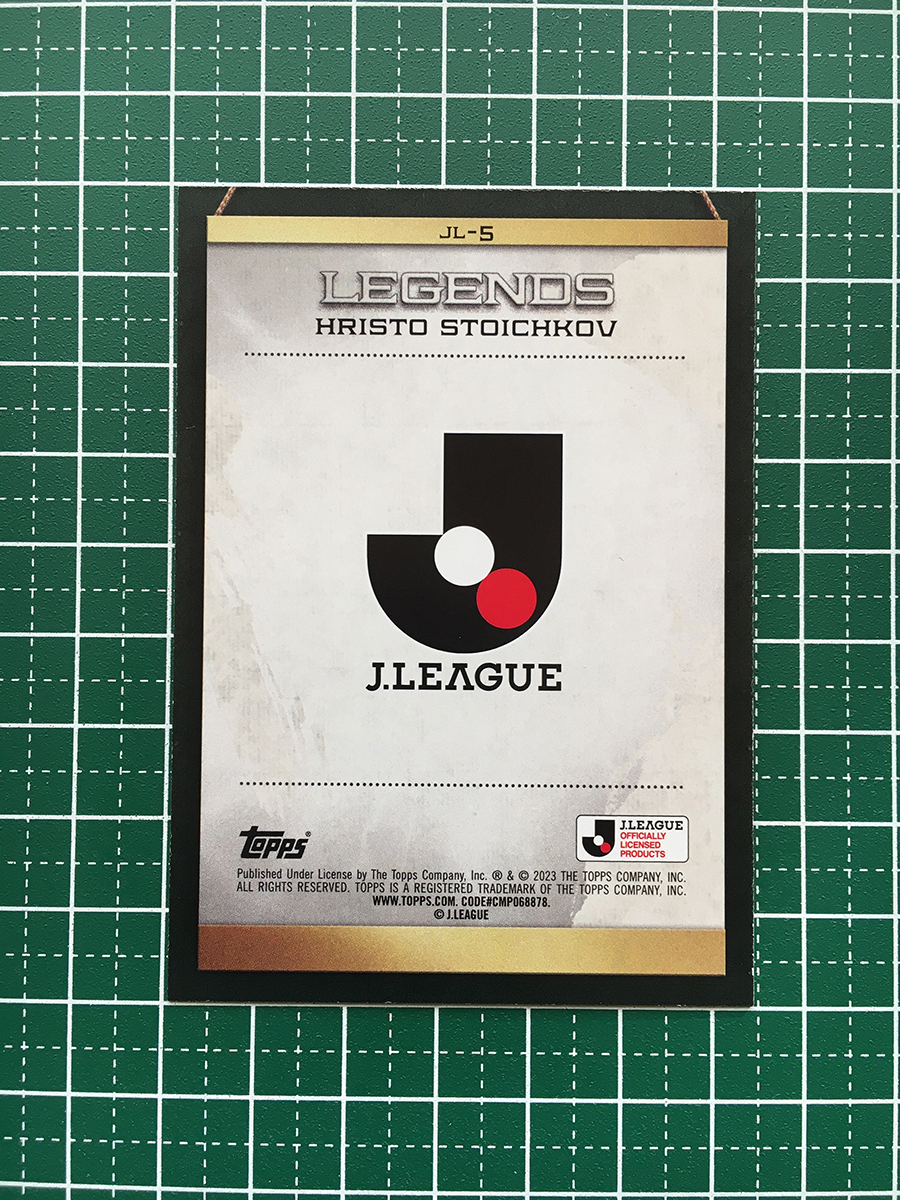 JL-5
LEGENDS
HRISTO STOICHKOV
J.LEAGUE
topps®
J.LEAGUE
OFFICIALLY
LICENSED
PRODUCTS
Published Under License by The Topps Company, Inc. ® & © 2023 THE TOPPS COMPANY, INC.
ALL RIGHTS RESERVED. TOPPS IS A REGISTERED TRADEMARK OF THE TOPPS COMPANY, INC.
WWW.TOPPS.COM. CODE#CMP068878.
© J.LEAGUE